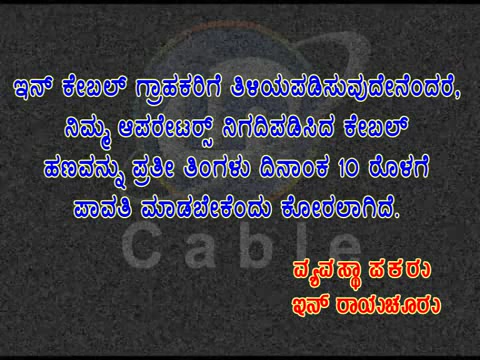 ಇನ್ ಕೇಬಲ್ ಗ್ರಾಹಕರಿಗೆ ತಿಳಿಯಪಡಿಸುವುದೇನೆಂದರೆ,
ನಿಮ್ಮ ಆಪರೇಟರ್‍ಸ್ ನಿಗದಿಪಡಿಸಿದ ಕೇಬಲ್
ಹಣವನ್ನು ಪ್ರತೀ ತಿಂಗಳು ದಿನಾಂಕ 10 ರೊಳಗೆ
ಪಾವತಿ ಮಾಡಬೇಕೆಂದು ಕೋರಲಾಗಿದೆ.
Cable
ವ್ಯವಸ್ಥಾಪಕರು
ಇನ್ ರಾಯಚೂರು